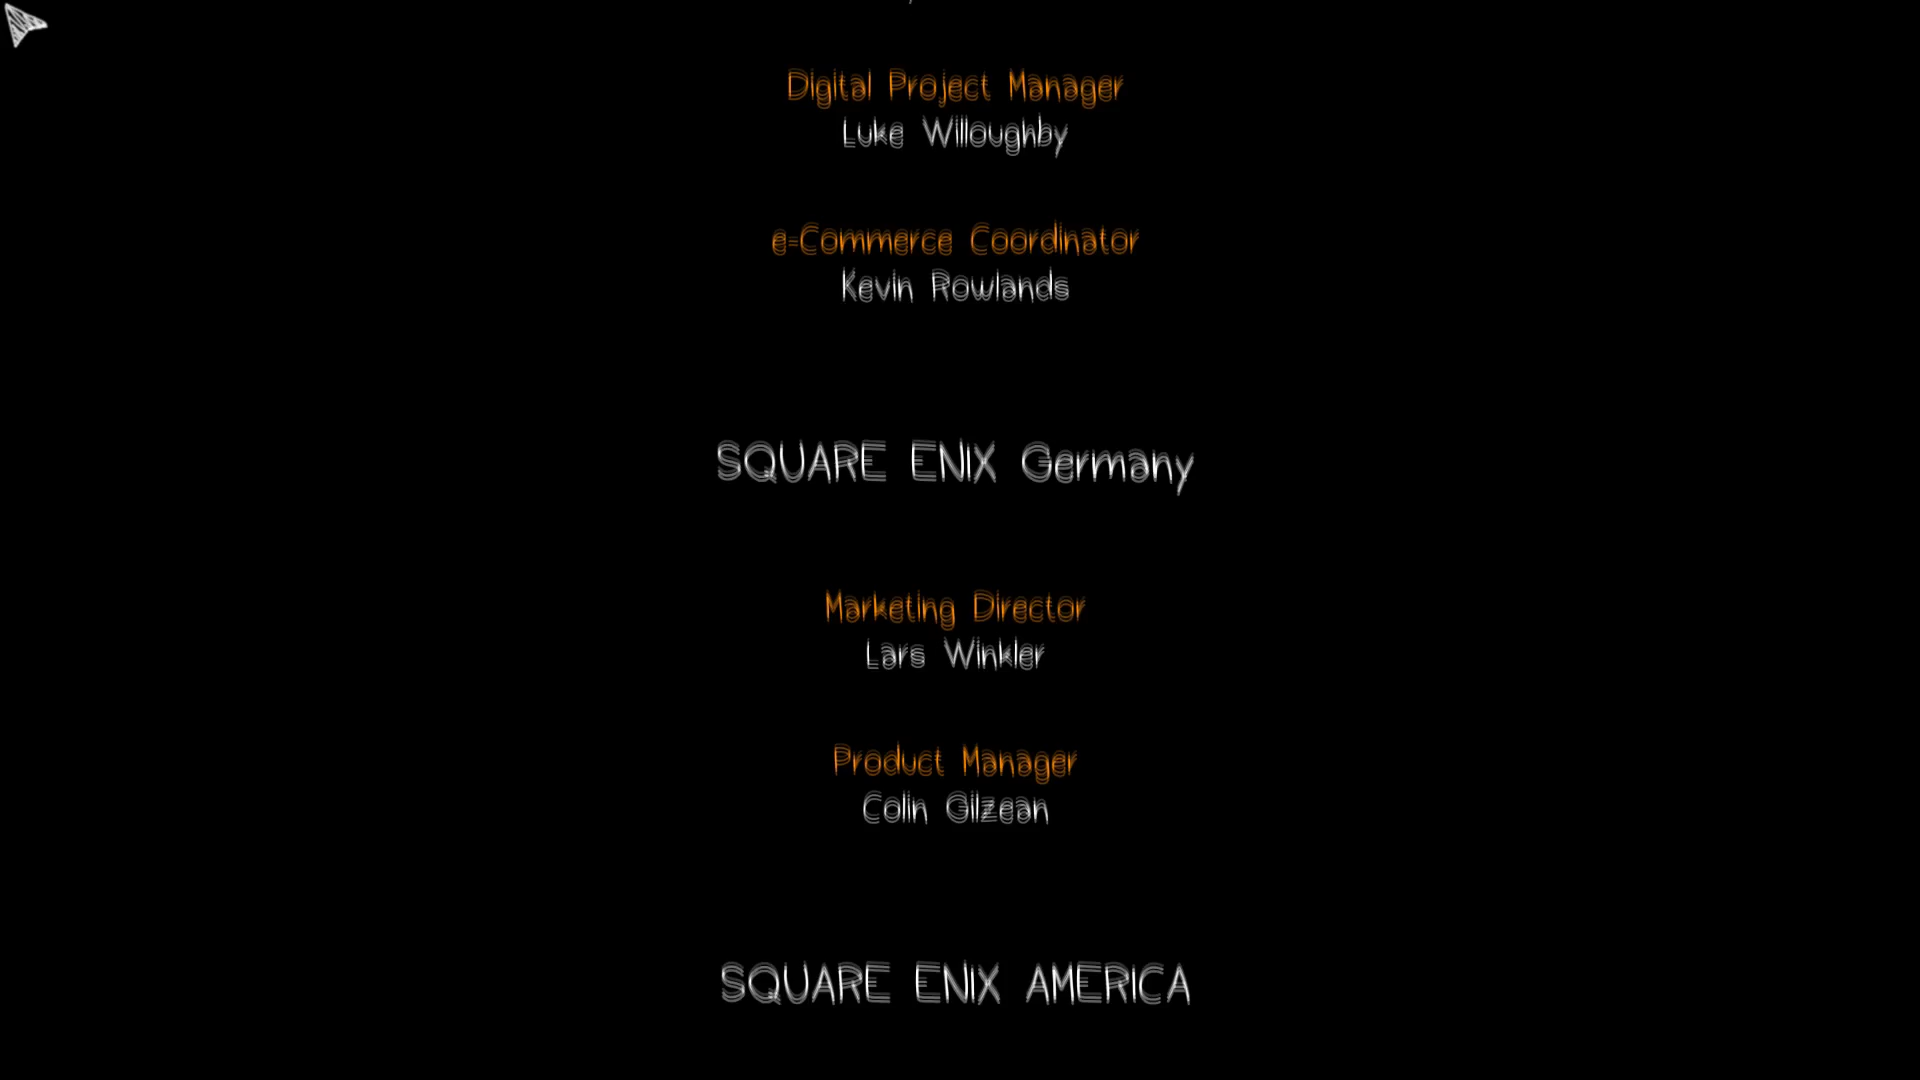 Digital Project Manager
Luke Willoughby
e-Commerce Coordinator
Kevin Rowlands
SQUARE ENIX Germany
Marketing Director
Lars Winkler
Product Manager
Colin Gilzean
SQUARE ENIX AMERICA